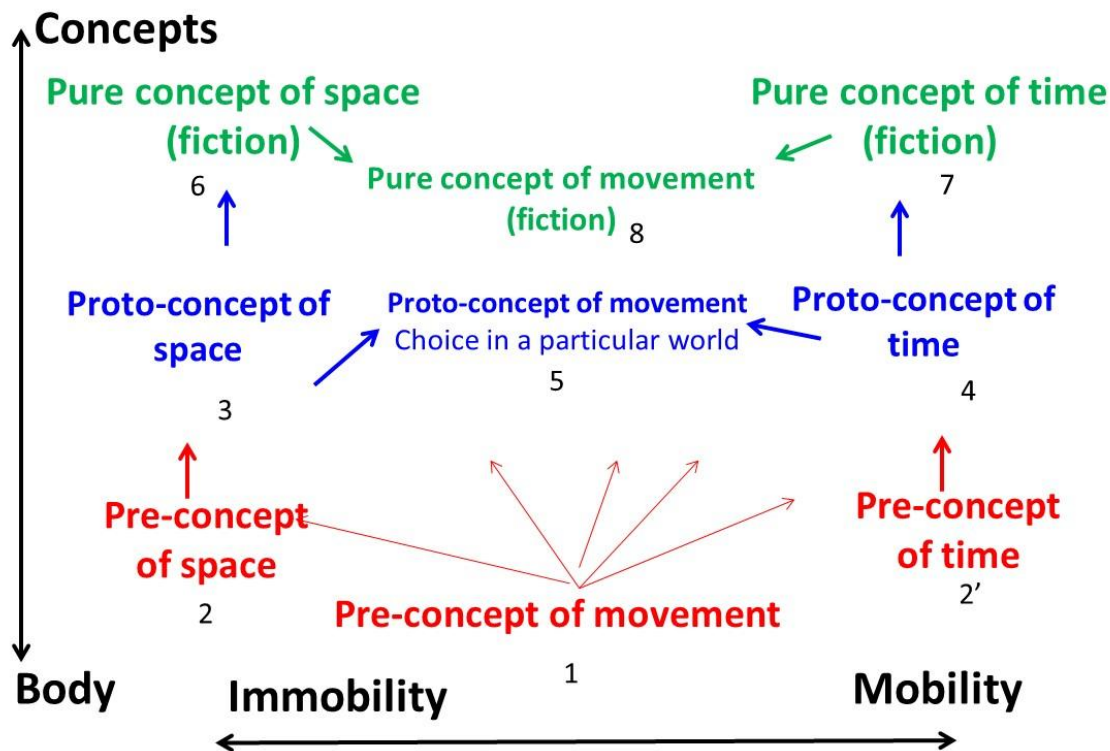 Concepts
Pure concept of space
(fiction)
6
Pure concept of time
(fiction)
7
Pure concept of movement
(fiction)
8
Proto-concept of
space
3
Proto-concept of movement
Choice in a particular world
5
Proto-concept of
time
4
Pre-concept
of space
2
Pre-concept of movement
1
Pre-concept
of time
2’
Body
Immobility
Mobility